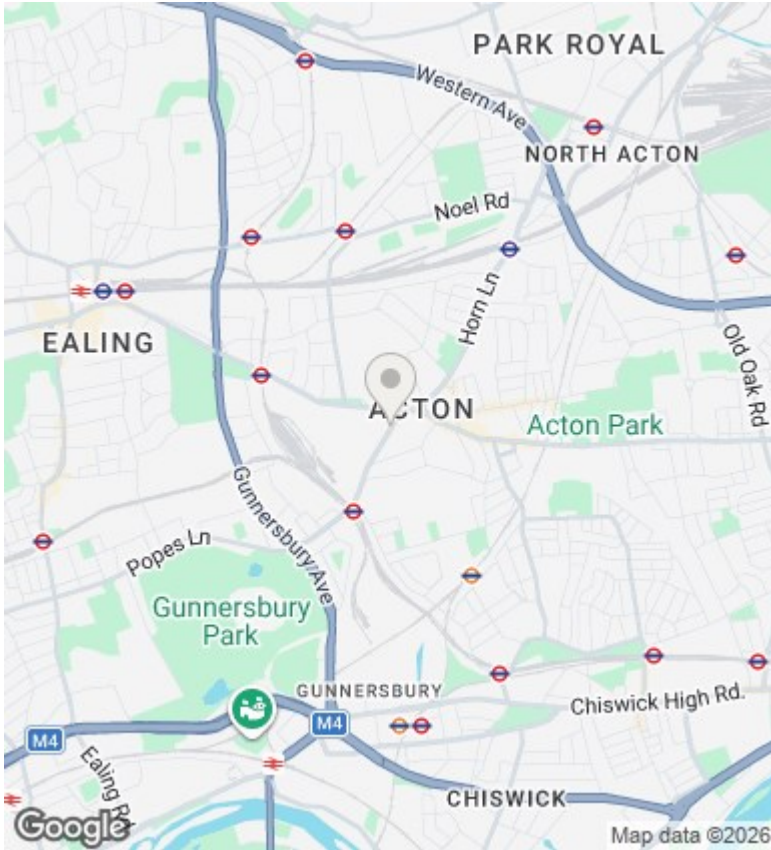 PARK ROYAL
Western Ave
NORTH ACTON
Noel Rd
Horn Ln
EALING
Old Oak Rd
ACTON
Acton Park
Gunnersbury Ave
Popes Ln
Gunnersbury
Park
GUNNERSBURY
Chiswick High Rd.
M4
M4
Ealing Rd
CHISWICK
Google
Map data ©2026